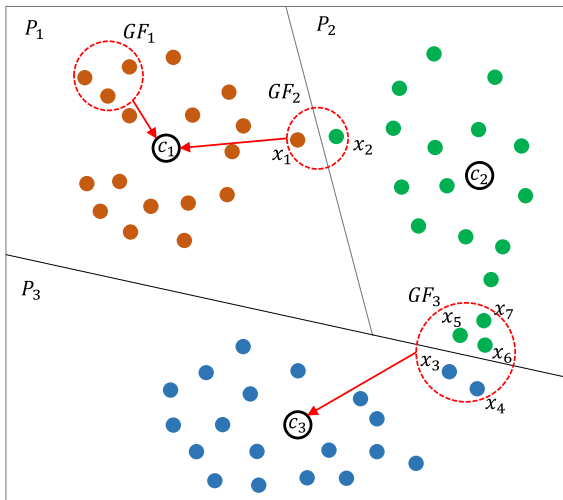 P₁
GF₁
P₂
GF₂
c₁
x₁
x₂
c₂
P₃
GF₃
x₇
x₅
x₆
x₃
x₄
c₃